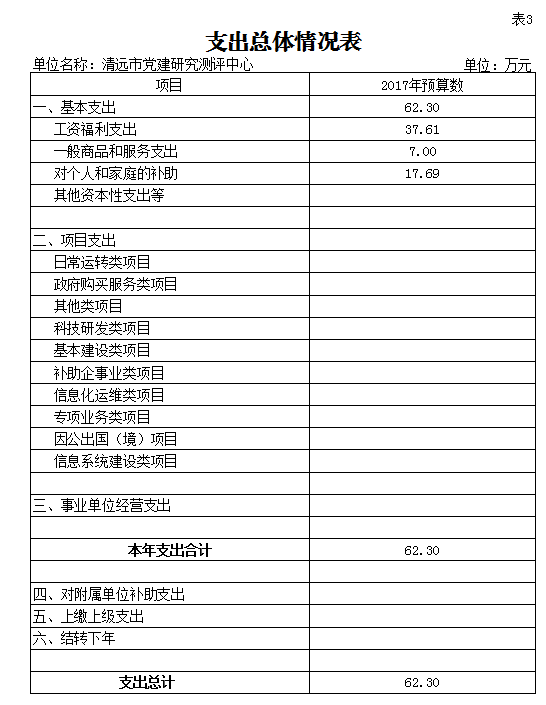 表3
支出总体情况表
单位名称：清远市党建研究测评中心 单位：万元
项目 2017年预算数
一、基本支出 62.30
工资福利支出 37.61
一般商品和服务支出 7.00
对个人和家庭的补助 17.69
其他资本性支出等
二、项目支出
日常运转类项目
政府购买服务类项目
其他类项目
科技研发类项目
基本建设类项目
补助企事业类项目
信息化运维类项目
专项业务类项目
因公出国（境）项目
信息系统建设类项目
三、事业单位经营支出
本年支出合计 62.30
四、对附属单位补助支出
五、上缴上级支出
六、结转下年
支出总计 62.30